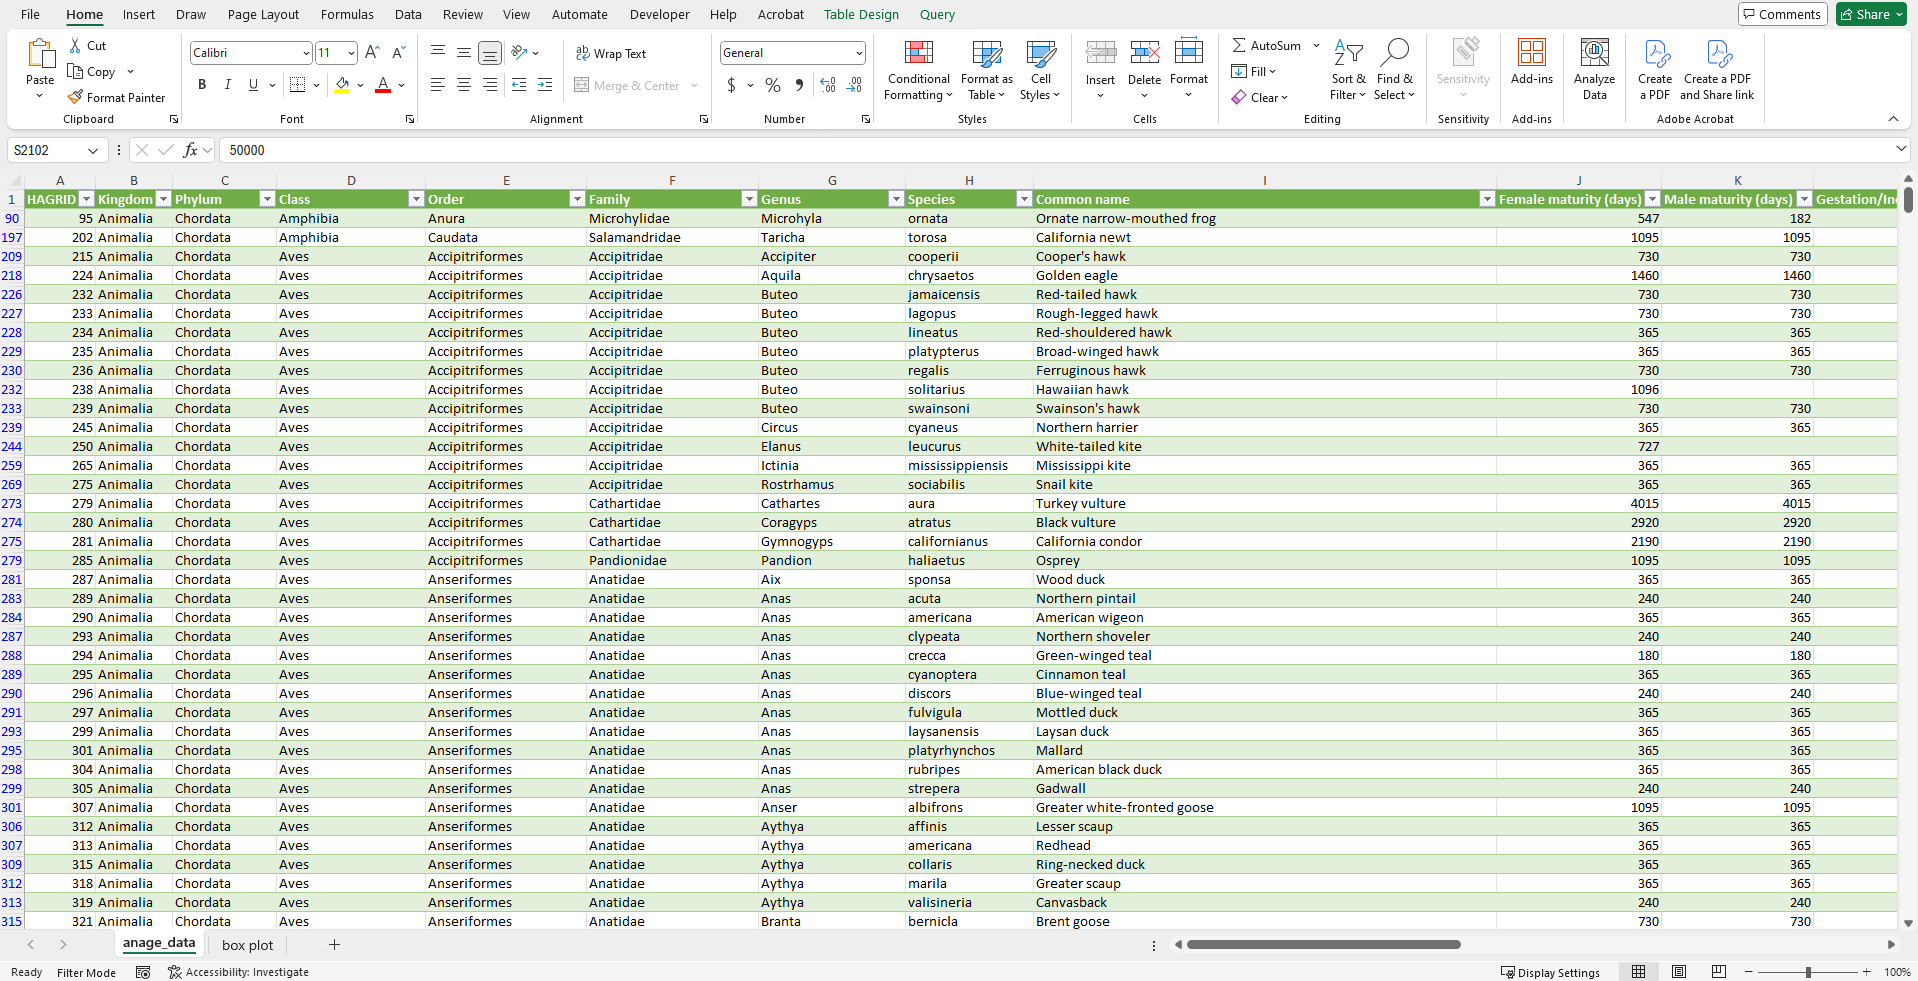 File Home Insert Draw Page Layout Formulas Data Review View Automate Developer Help Acrobat Table Design Query Comments Share
Paste Cut Copy Format Painter Clipboard
Calibri 11 A A B I U A Font
ab Wrap Text Merge & Center Alignment
General $ % 9 Number
Conditional Formatting Format as Table Cell Styles Styles
Insert Delete Format Cells
AutoSum Fill Clear Sort & Filter Find & Select Editing
Sensitivity Sensitivity
Add-ins Add-ins
Analyze Data
Create a PDF Create a PDF and Share link Adobe Acrobat
S2102 fx 50000
A B C D E F G H I J K
1 HAGRID Kingdom Phylum Class Order Family Genus Species Common name Female maturity (days) Male maturity (days) Gestation/In
90 95 Animalia Chordata Amphibia Anura Microhylidae Microhyla ornata Ornate narrow-mouthed frog 547 182
197 202 Animalia Chordata Amphibia Caudata Salamandridae Taricha torosa California newt 1095 1095
209 215 Animalia Chordata Aves Accipitriformes Accipitridae Accipiter cooperii Cooper's hawk 730 730
218 224 Animalia Chordata Aves Accipitriformes Accipitridae Aquila chrysaetos Golden eagle 1460 1460
226 232 Animalia Chordata Aves Accipitriformes Accipitridae Buteo jamaicensis Red-tailed hawk 730 730
227 233 Animalia Chordata Aves Accipitriformes Accipitridae Buteo lagopus Rough-legged hawk 730 730
228 234 Animalia Chordata Aves Accipitriformes Accipitridae Buteo lineatus Red-shouldered hawk 365 365
229 235 Animalia Chordata Aves Accipitriformes Accipitridae Buteo platypterus Broad-winged hawk 365 365
230 236 Animalia Chordata Aves Accipitriformes Accipitridae Buteo regalis Ferruginous hawk 730 730
232 238 Animalia Chordata Aves Accipitriformes Accipitridae Buteo solitarius Hawaiian hawk 1096
233 239 Animalia Chordata Aves Accipitriformes Accipitridae Buteo swainsoni Swainson's hawk 730 730
239 245 Animalia Chordata Aves Accipitriformes Accipitridae Circus cyaneus Northern harrier 365 365
244 250 Animalia Chordata Aves Accipitriformes Accipitridae Elanus leucurus White-tailed kite 727
259 265 Animalia Chordata Aves Accipitriformes Accipitridae Ictinia mississippiensis Mississippi kite 365 365
269 275 Animalia Chordata Aves Accipitriformes Accipitridae Rostrhamus sociabilis Snail kite 365 365
273 279 Animalia Chordata Aves Accipitriformes Cathartidae Cathartes aura Turkey vulture 4015 4015
274 280 Animalia Chordata Aves Accipitriformes Cathartidae Coragyps atratus Black vulture 2920 2920
275 281 Animalia Chordata Aves Accipitriformes Cathartidae Gymnogyps californianus California condor 2190 2190
279 285 Animalia Chordata Aves Accipitriformes Pandionidae Pandion haliaetus Osprey 1095 1095
281 287 Animalia Chordata Aves Anseriformes Anatidae Aix sponsa Wood duck 365 365
283 289 Animalia Chordata Aves Anseriformes Anatidae Anas acuta Northern pintail 240 240
284 290 Animalia Chordata Aves Anseriformes Anatidae Anas americana American wigeon 365 365
287 293 Animalia Chordata Aves Anseriformes Anatidae Anas clypeata Northern shoveler 240 240
288 294 Animalia Chordata Aves Anseriformes Anatidae Anas crecca Green-winged teal 180 180
289 295 Animalia Chordata Aves Anseriformes Anatidae Anas cyanoptera Cinnamon teal 365 365
290 296 Animalia Chordata Aves Anseriformes Anatidae Anas discors Blue-winged teal 240 240
291 297 Animalia Chordata Aves Anseriformes Anatidae Anas fulvigula Mottled duck 365 365
293 299 Animalia Chordata Aves Anseriformes Anatidae Anas laysanensis Laysan duck 365 365
295 301 Animalia Chordata Aves Anseriformes Anatidae Anas platyrhynchos Mallard 365 365
298 304 Animalia Chordata Aves Anseriformes Anatidae Anas rubripes American black duck 365 365
299 305 Animalia Chordata Aves Anseriformes Anatidae Anas strepera Gadwall 240 240
301 307 Animalia Chordata Aves Anseriformes Anatidae Anser albifrons Greater white-fronted goose 1095 1095
306 312 Animalia Chordata Aves Anseriformes Anatidae Aythya affinis Lesser scaup 365 365
307 313 Animalia Chordata Aves Anseriformes Anatidae Aythya americana Redhead 365 365
309 315 Animalia Chordata Aves Anseriformes Anatidae Aythya collaris Ring-necked duck 365 365
312 318 Animalia Chordata Aves Anseriformes Anatidae Aythya marila Greater scaup 365 365
313 319 Animalia Chordata Aves Anseriformes Anatidae Aythya valisineria Canvasback 240 240
315 321 Animalia Chordata Aves Anseriformes Anatidae Branta bernicla Brent goose 730 730
anage_data box plot +
Ready Filter Mode Accessibility: Investigate Display Settings 100%